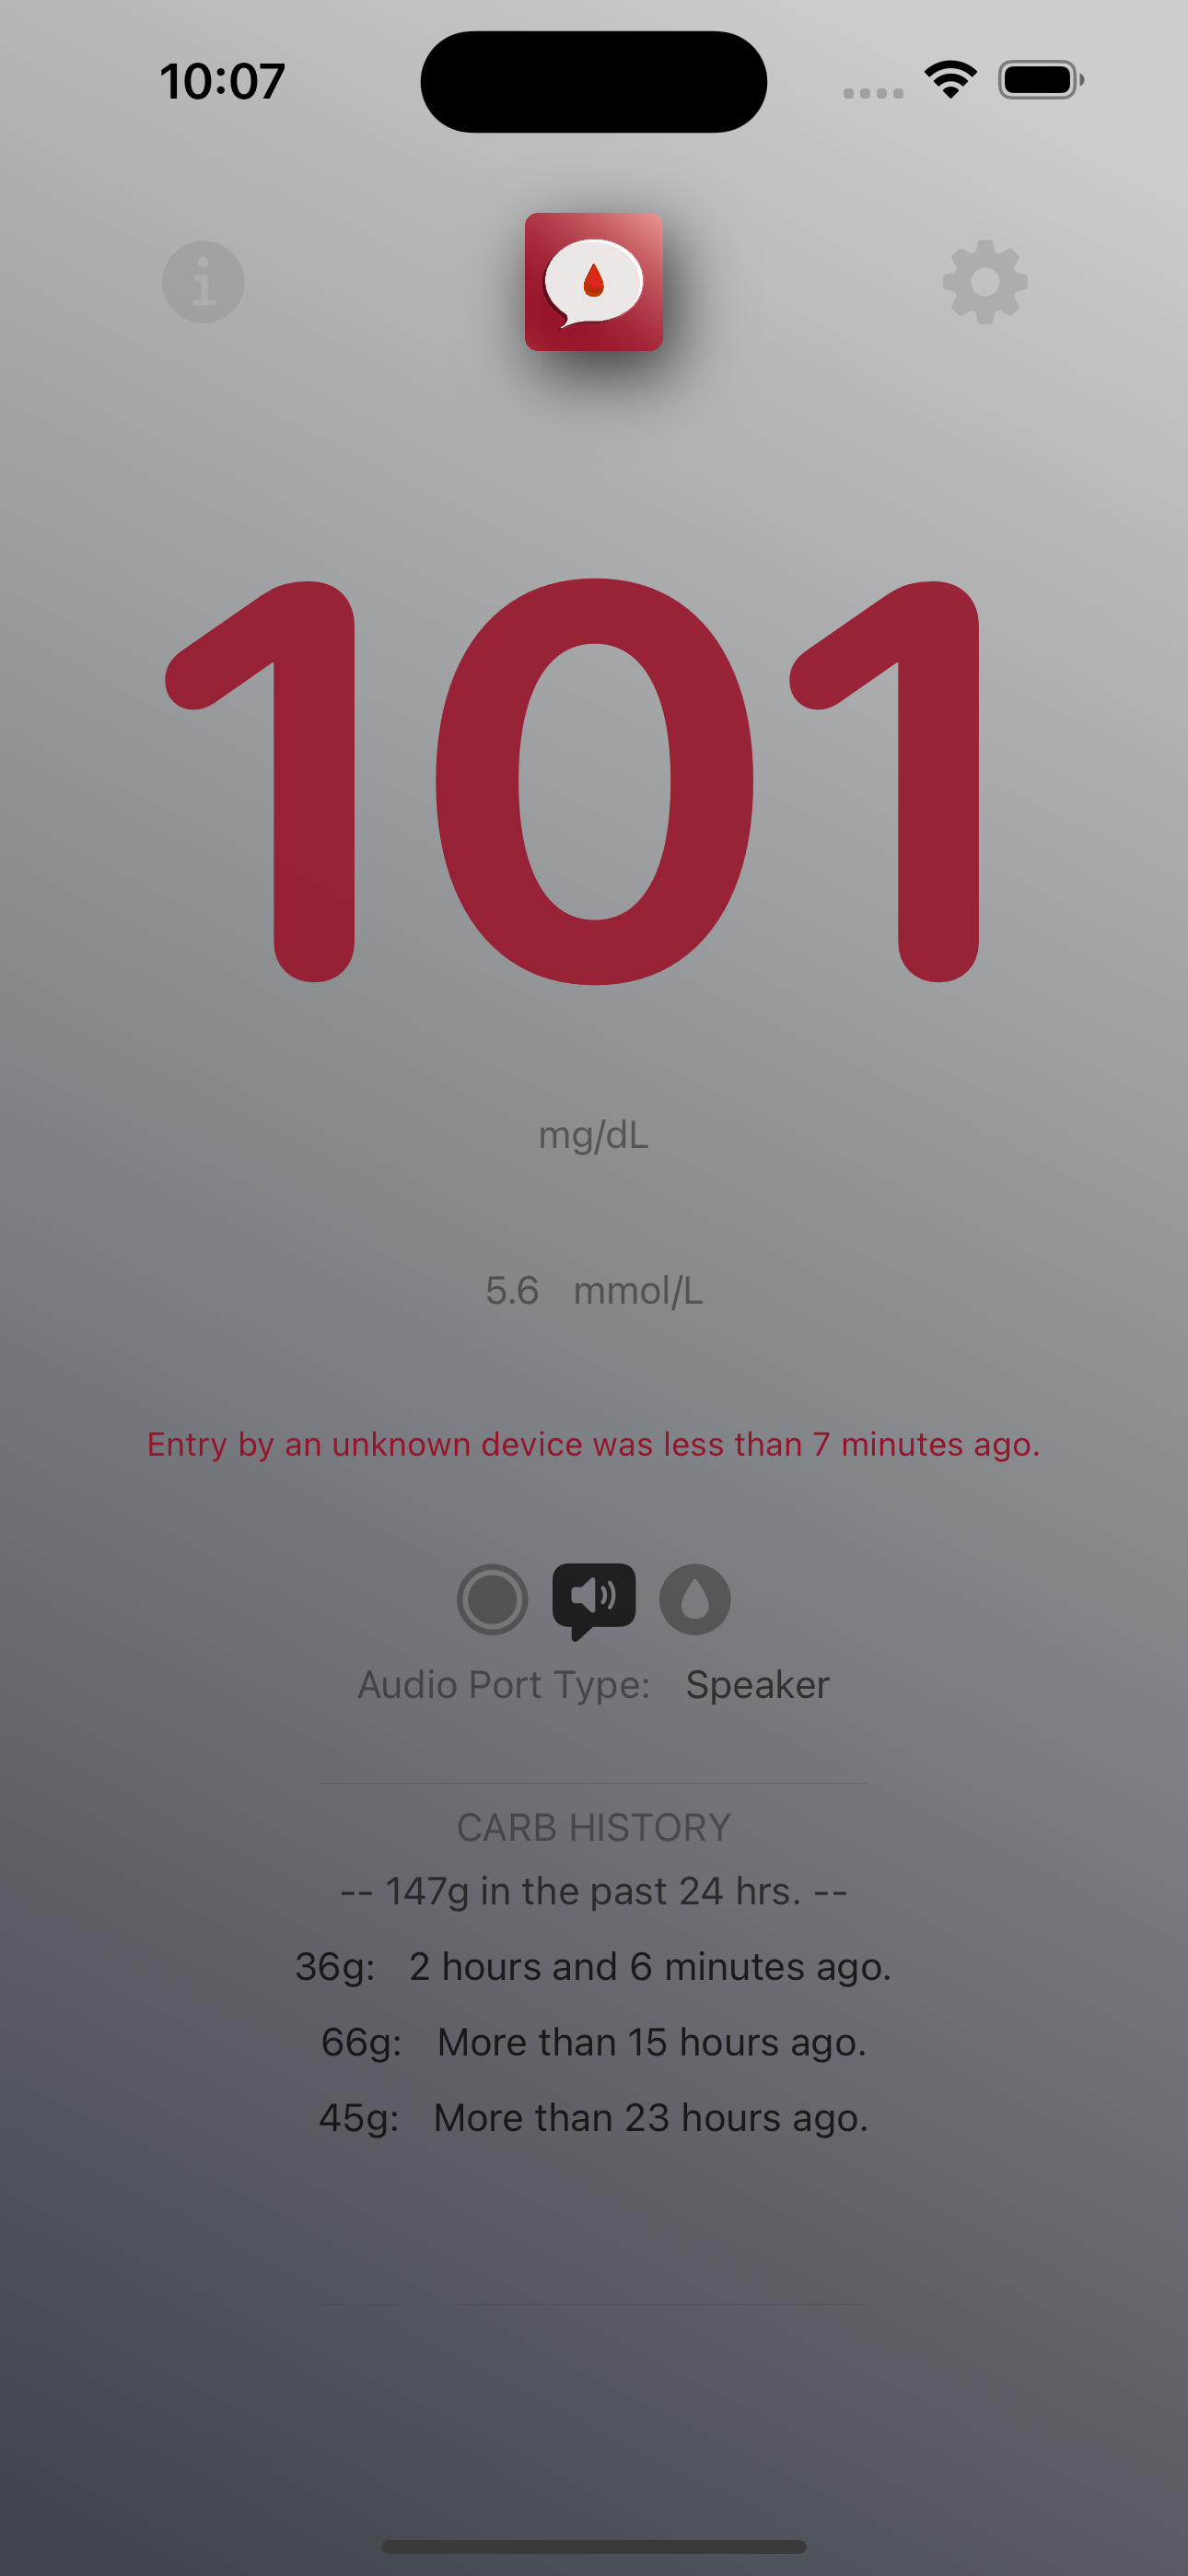 10:07
101
mg/dL
5.6 mmol/L
Entry by an unknown device was less than 7 minutes ago.
Audio Port Type: Speaker
CARB HISTORY
-- 147g in the past 24 hrs. --
36g: 2 hours and 6 minutes ago.
66g: More than 15 hours ago.
45g: More than 23 hours ago.